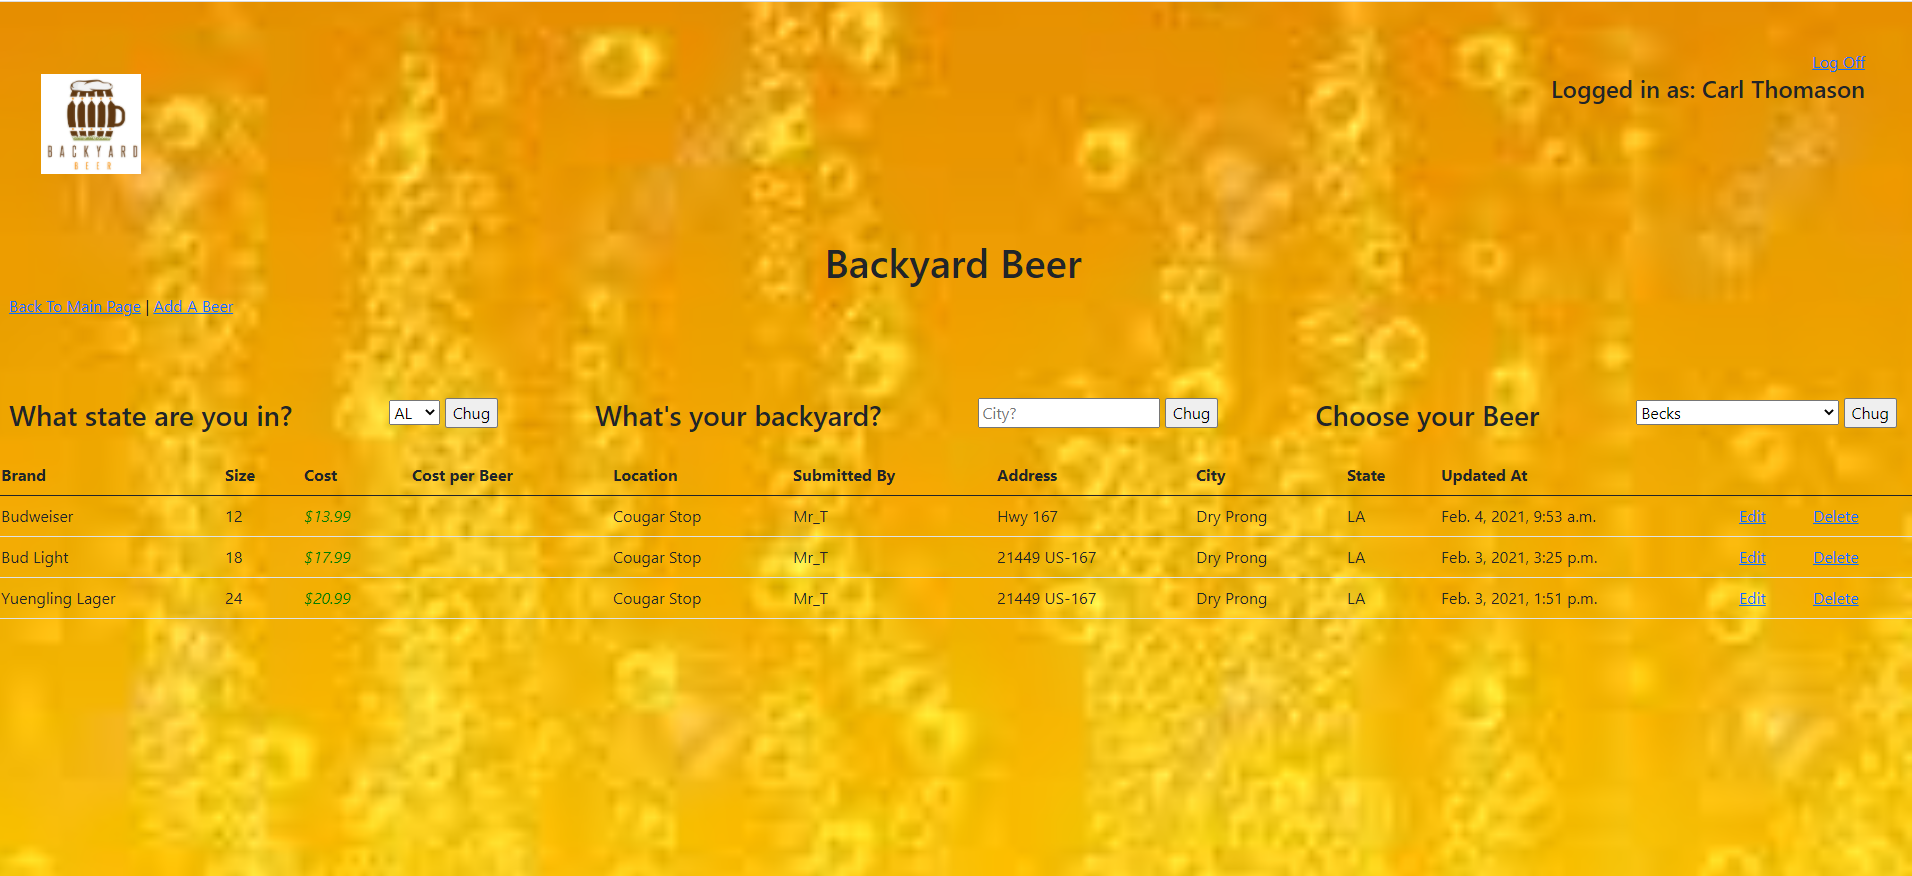 Log Off
Logged in as: Carl Thomason
BACKYARD
BEER
Backyard Beer
Back To Main Page | Add A Beer
What state are you in? AL Chug What's your backyard? City? Chug Choose your Beer Becks Chug
Brand Size Cost Cost per Beer Location Submitted By Address City State Updated At
Budweiser 12 $13.99 Cougar Stop Mr_T Hwy 167 Dry Prong LA Feb. 4, 2021, 9:53 a.m. Edit Delete
Bud Light 18 $17.99 Cougar Stop Mr_T 21449 US-167 Dry Prong LA Feb. 3, 2021, 3:25 p.m. Edit Delete
Yuengling Lager 24 $20.99 Cougar Stop Mr_T 21449 US-167 Dry Prong LA Feb. 3, 2021, 1:51 p.m. Edit Delete